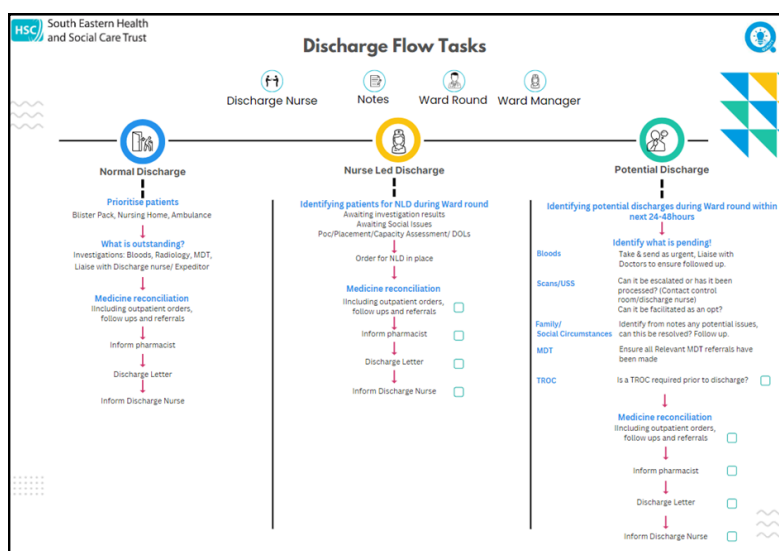 HSC
South Eastern Health
and Social Care Trust
Discharge Flow Tasks
Discharge Nurse
Notes
Ward Round
Ward Manager
Normal Discharge
Prioritise patients
Blister Pack, Nursing Home, Ambulance
What is outstanding?
Investigations: Bloods, Radiology, MDT,
Liaise with Discharge nurse/ Expeditor
Medicine reconciliation
IIncluding outpatient orders,
follow ups and referrals
Inform pharmacist
Discharge Letter
Inform Discharge Nurse
Nurse Led Discharge
Identifying patients for NLD during Ward round
Awaiting investigation results
Awaiting Social Issues
Poc/Placement/Capacity Assessment/ DOLs
Order for NLD in place
Medicine reconciliation
IIncluding outpatient orders,
follow ups and referrals
Inform pharmacist
Discharge Letter
Inform Discharge Nurse
Potential Discharge
Identifying potential discharges during Ward round within
next 24-48hours
Identify what is pending!
Bloods
Take & send as urgent, Liaise with
Doctors to ensure followed up.
Scans/USS
Can it be escalated or has it been
processed? (Contact control
room/discharge nurse)
Can it be facilitated as an opt?
Family/
Social Circumstances
Identify from notes any potential issues,
can this be resolved? Follow up.
MDT
Ensure all Relevant MDT referrals have
been made
TROC
Is a TROC required prior to discharge?
Medicine reconciliation
IIncluding outpatient orders,
follow ups and referrals
Inform pharmacist
Discharge Letter
Inform Discharge Nurse